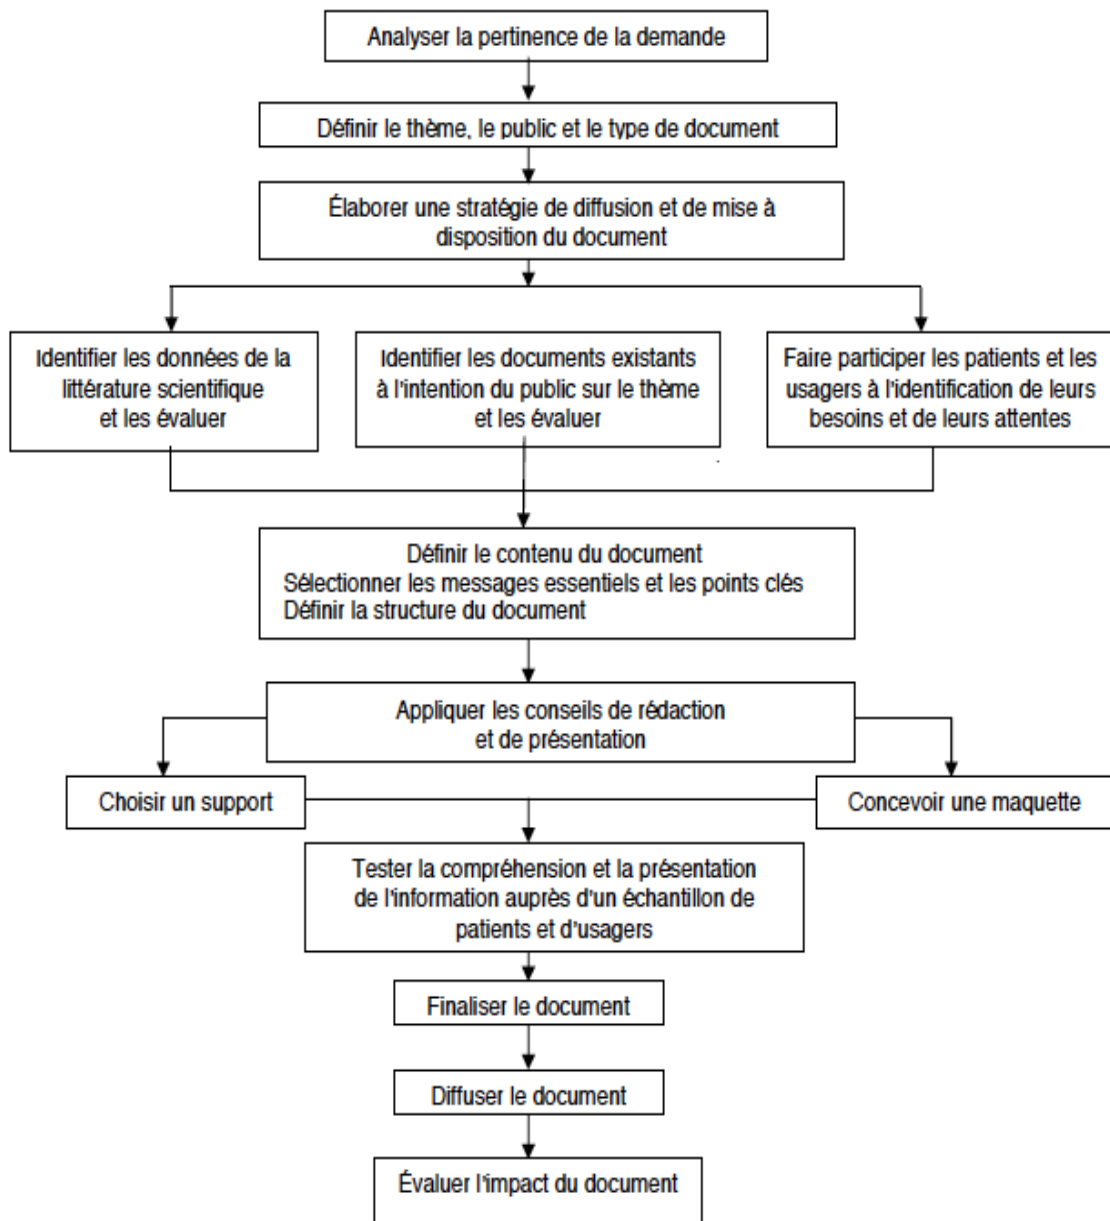 Analyser la pertinence de la demande
Définir le thème, le public et le type de document
Élaborer une stratégie de diffusion et de mise à
disposition du document
Identifier les données de la
littérature scientifique
et les évaluer
Identifier les documents existants
à l'intention du public sur le thème
et les évaluer
Faire participer les patients et les
usagers à l'identification de leurs
besoins et de leurs attentes
Définir le contenu du document
Sélectionner les messages essentiels et les points clés
Définir la structure du document
Appliquer les conseils de rédaction
et de présentation
Choisir un support
Concevoir une maquette
Tester la compréhension et la présentation
de l'information auprès d'un échantillon de
patients et d'usagers
Finaliser le document
Diffuser le document
Évaluer l'impact du document